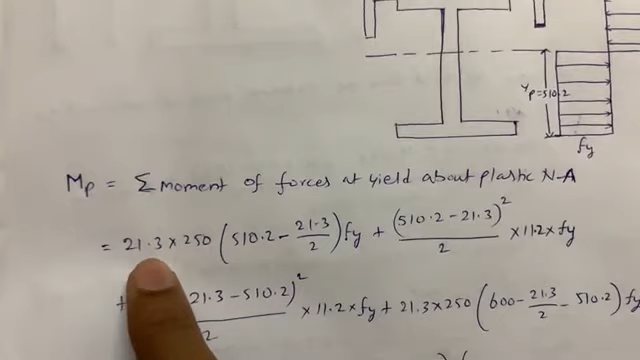 yp=510.2
fy
Mp = Σ moment of forces at yield about plastic N-A
= 21.3 × 250 (510.2 - 21.3/2) fy + (510.2 - 21.3)²/2 × 11.2 × fy
+ 21.3 - 510.2)²/2 × 11.2 × fy + 21.3 × 250 (600 - 21.3/2 - 510.2) fy